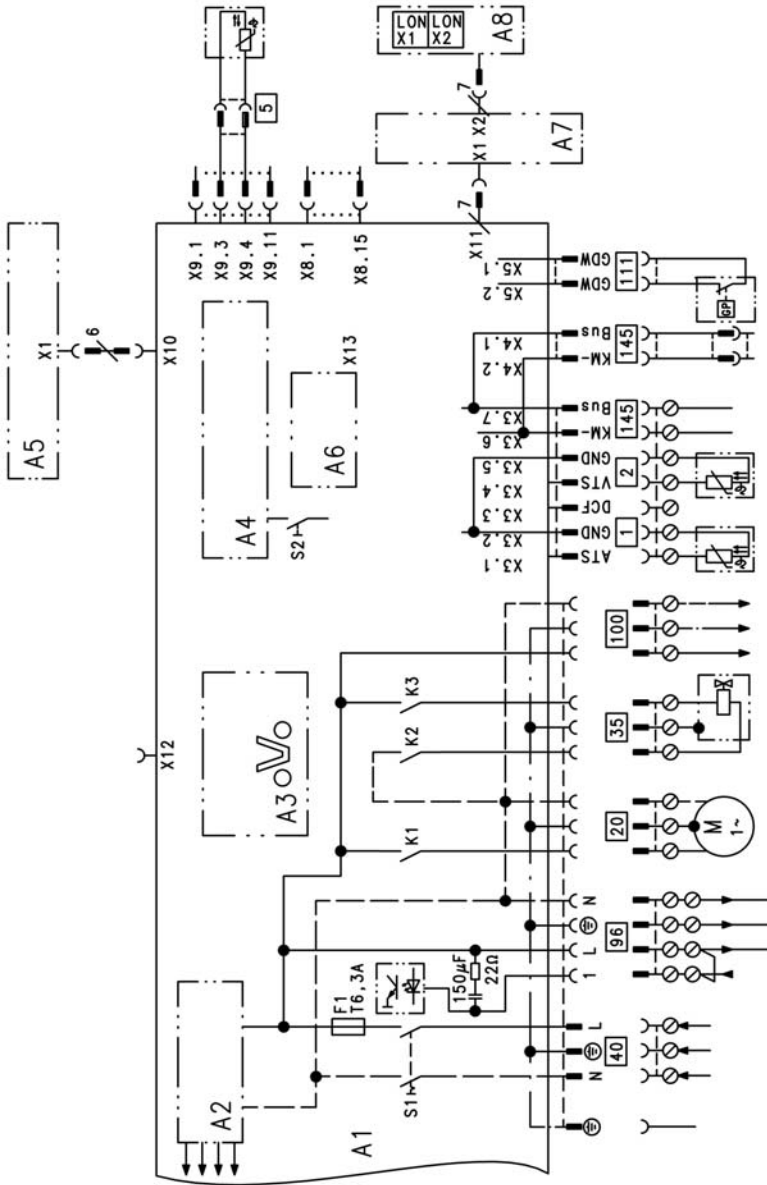 LON LON
X1 X2
A8
5
7
X1 X2
A7
7
X11
A5
X1
6
X10
X9.1
X9.3
X9.4
X9.11
X8.1
X8.15
A4
S2
A6
X13
X12
A3
K3
K2
K1
A2
F1
T6,3A
150µF
22Ω
S1
A1
X5.1
X5.2
X4.1
X4.2
X3.7
X3.6
X3.5
X3.4
X3.3
X3.2
X3.1
GDW
GDW
111
GP
Bus
KM-
145
Bus
KM-
145
GND
VTS
2
DCF
GND
ATS
1
100
35
20
M
1~
N
L
1
96
L
N
40